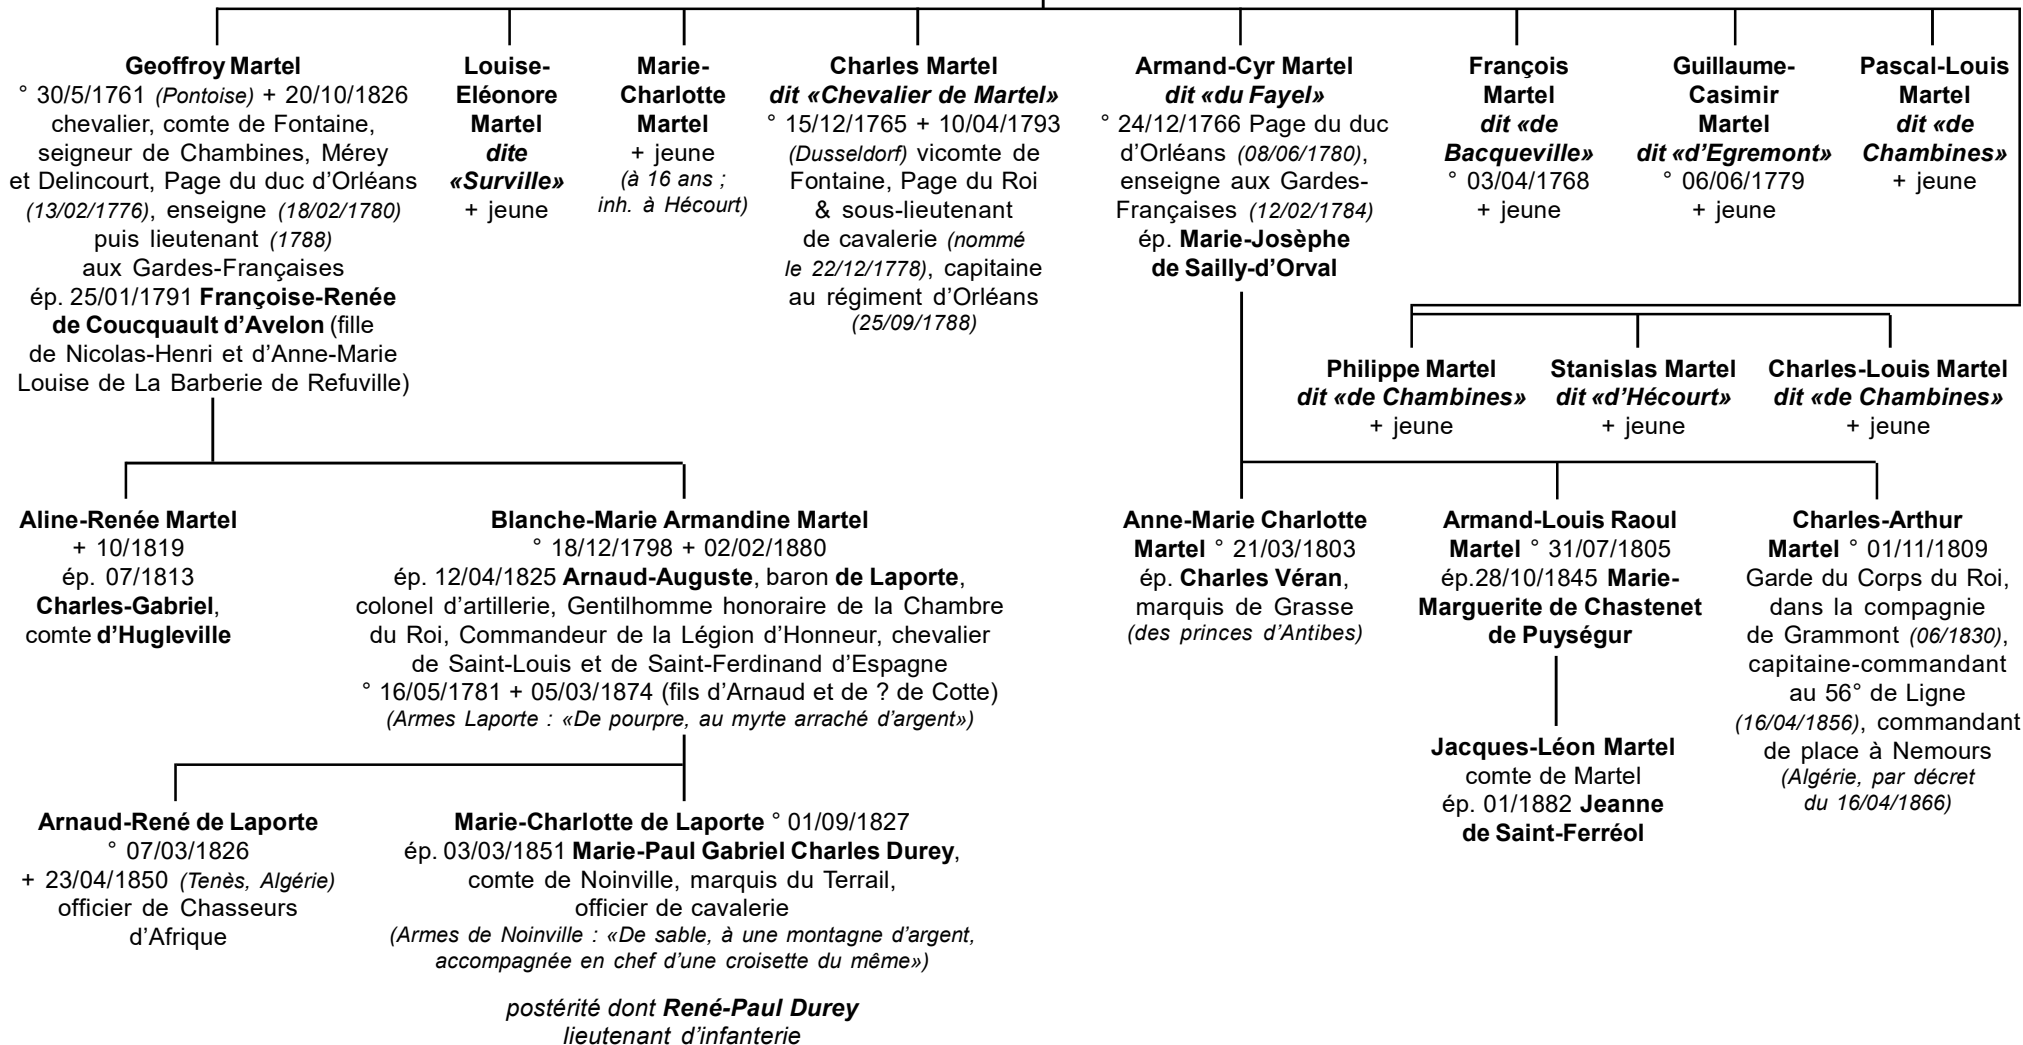 Geoffroy Martel
° 30/5/1761 (Pontoise) + 20/10/1826
chevalier, comte de Fontaine,
seigneur de Chambines, Mérey
et Delincourt, Page du duc d’Orléans
(13/02/1776), enseigne (18/02/1780)
puis lieutenant (1788)
aux Gardes-Françaises
ép. 25/01/1791 Françoise-Renée
de Coucquault d’Avelon (fille
de Nicolas-Henri et d’Anne-Marie
Louise de La Barberie de Refuville)
Louise-
Eléonore
Martel
dite
«Surville»
+ jeune
Marie-
Charlotte
Martel
+ jeune
(à 16 ans ;
inh. à Hécourt)
Charles Martel
dit «Chevalier de Martel»
° 15/12/1765 + 10/04/1793
(Dusseldorf) vicomte de
Fontaine, Page du Roi
& sous-lieutenant
de cavalerie (nommé
le 22/12/1778), capitaine
au régiment d’Orléans
(25/09/1788)
Armand-Cyr Martel
dit «du Fayel»
° 24/12/1766 Page du duc
d’Orléans (08/06/1780),
enseigne aux Gardes-
Françaises (12/02/1784)
ép. Marie-Josèphe
de Sailly-d’Orval
François
Martel
dit «de
Bacqueville»
° 03/04/1768
+ jeune
Guillaume-
Casimir
Martel
dit «d’Egremont»
° 06/06/1779
+ jeune
Pascal-Louis
Martel
dit «de
Chambines»
+ jeune
Philippe Martel
dit «de Chambines»
+ jeune
Stanislas Martel
dit «d’Hécourt»
+ jeune
Charles-Louis Martel
dit «de Chambines»
+ jeune
Aline-Renée Martel
+ 10/1819
ép. 07/1813
Charles-Gabriel,
comte d’Hugleville
Blanche-Marie Armandine Martel
° 18/12/1798 + 02/02/1880
ép. 12/04/1825 Arnaud-Auguste, baron de Laporte,
colonel d’artillerie, Gentilhomme honoraire de la Chambre
du Roi, Commandeur de la Légion d’Honneur, chevalier
de Saint-Louis et de Saint-Ferdinand d’Espagne
° 16/05/1781 + 05/03/1874 (fils d’Arnaud et de ? de Cotte)
(Armes Laporte : «De pourpre, au myrte arraché d’argent»)
Anne-Marie Charlotte
Martel ° 21/03/1803
ép. Charles Véran,
marquis de Grasse
(des princes d’Antibes)
Armand-Louis Raoul
Martel ° 31/07/1805
ép.28/10/1845 Marie-
Marguerite de Chastenet
de Puységur
Charles-Arthur
Martel ° 01/11/1809
Garde du Corps du Roi,
dans la compagnie
de Grammont (06/1830),
capitaine-commandant
au 56° de Ligne
(16/04/1856), commandant
de place à Nemours
(Algérie, par décret
du 16/04/1866)
Jacques-Léon Martel
comte de Martel
ép. 01/1882 Jeanne
de Saint-Ferréol
Arnaud-René de Laporte
° 07/03/1826
+ 23/04/1850 (Tenès, Algérie)
officier de Chasseurs
d’Afrique
Marie-Charlotte de Laporte ° 01/09/1827
ép. 03/03/1851 Marie-Paul Gabriel Charles Durey,
comte de Noinville, marquis du Terrail,
officier de cavalerie
(Armes de Noinville : «De sable, à une montagne d’argent,
accompagnée en chef d’une croisette du même»)
postérité dont René-Paul Durey
lieutenant d’infanterie